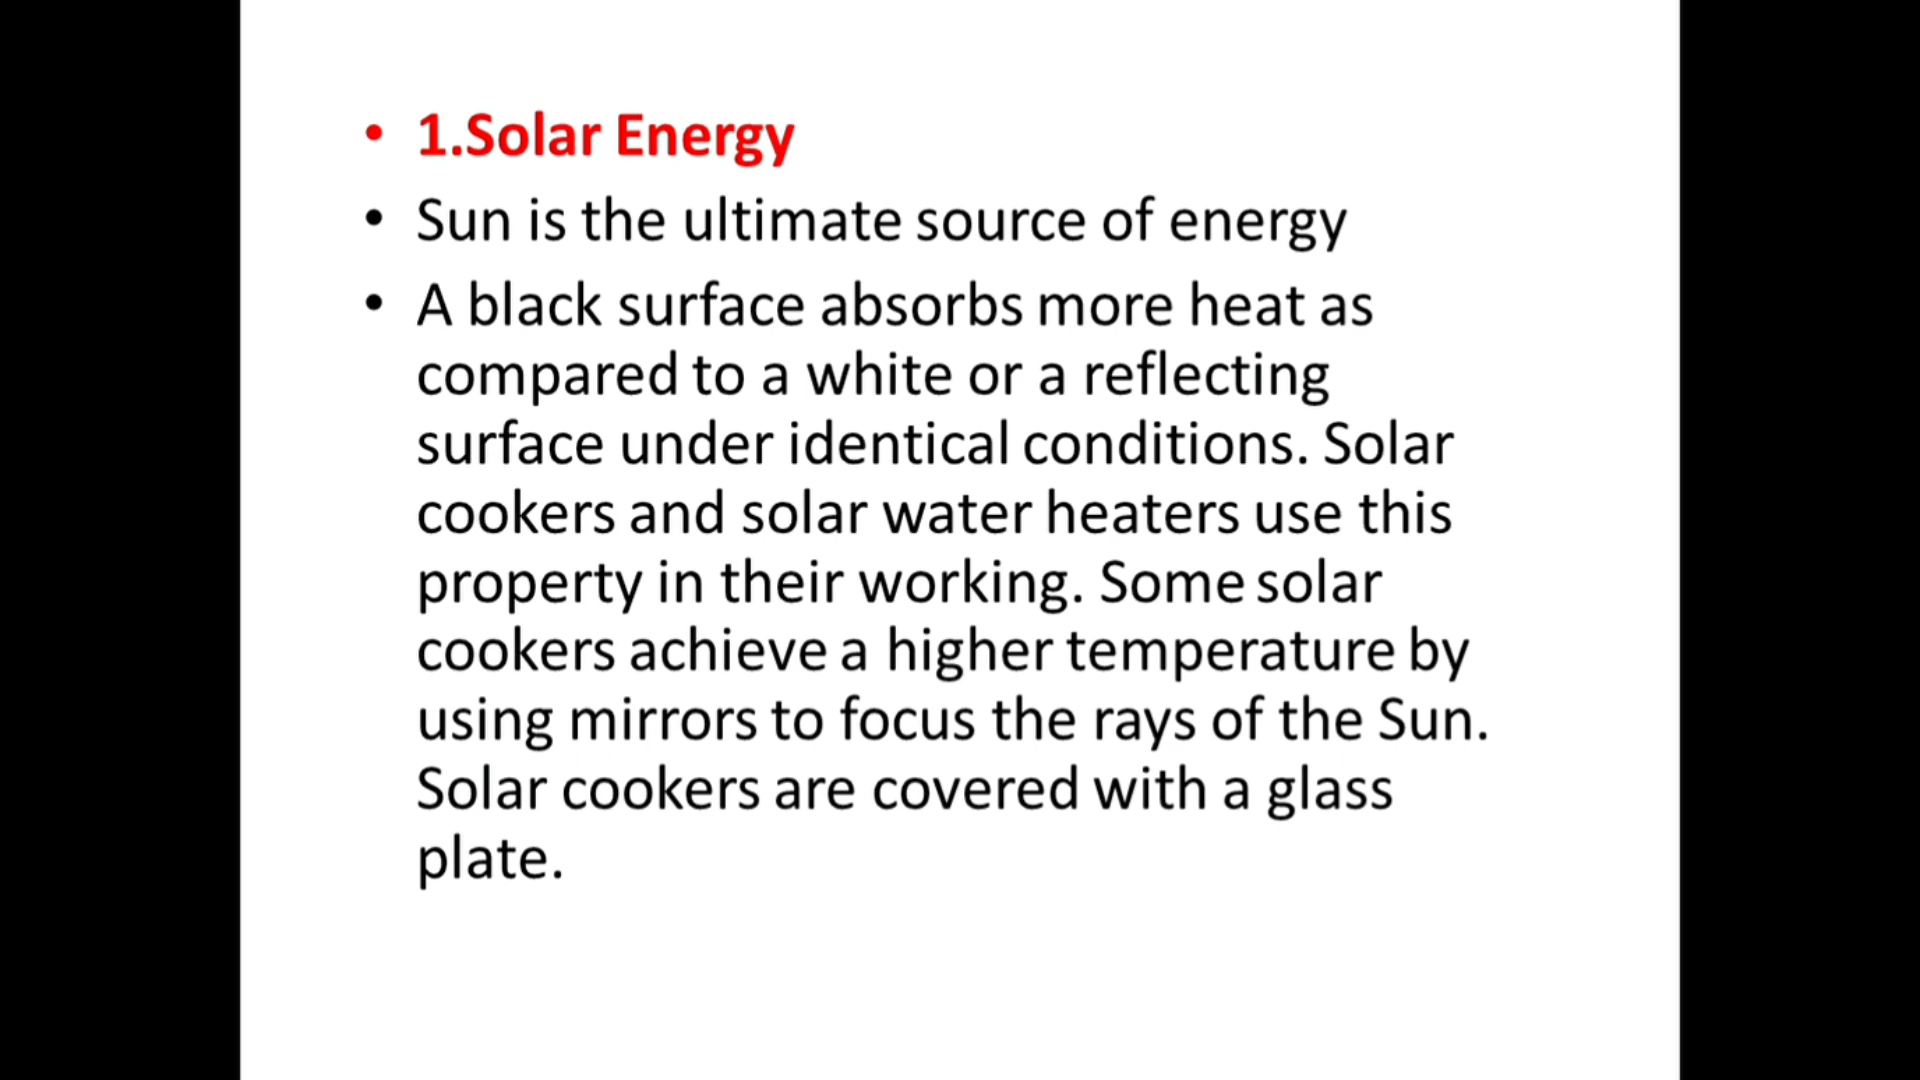 • 1.Solar Energy
• Sun is the ultimate source of energy
• A black surface absorbs more heat as
compared to a white or a reflecting
surface under identical conditions. Solar
cookers and solar water heaters use this
property in their working. Some solar
cookers achieve a higher temperature by
using mirrors to focus the rays of the Sun.
Solar cookers are covered with a glass
plate.